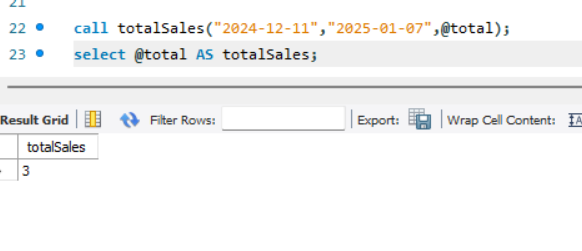 21
22 call totalSales("2024-12-11","2025-01-07",@total);
23 select @total AS totalSales;
Result Grid Filter Rows: Export: Wrap Cell Content:
totalSales
3